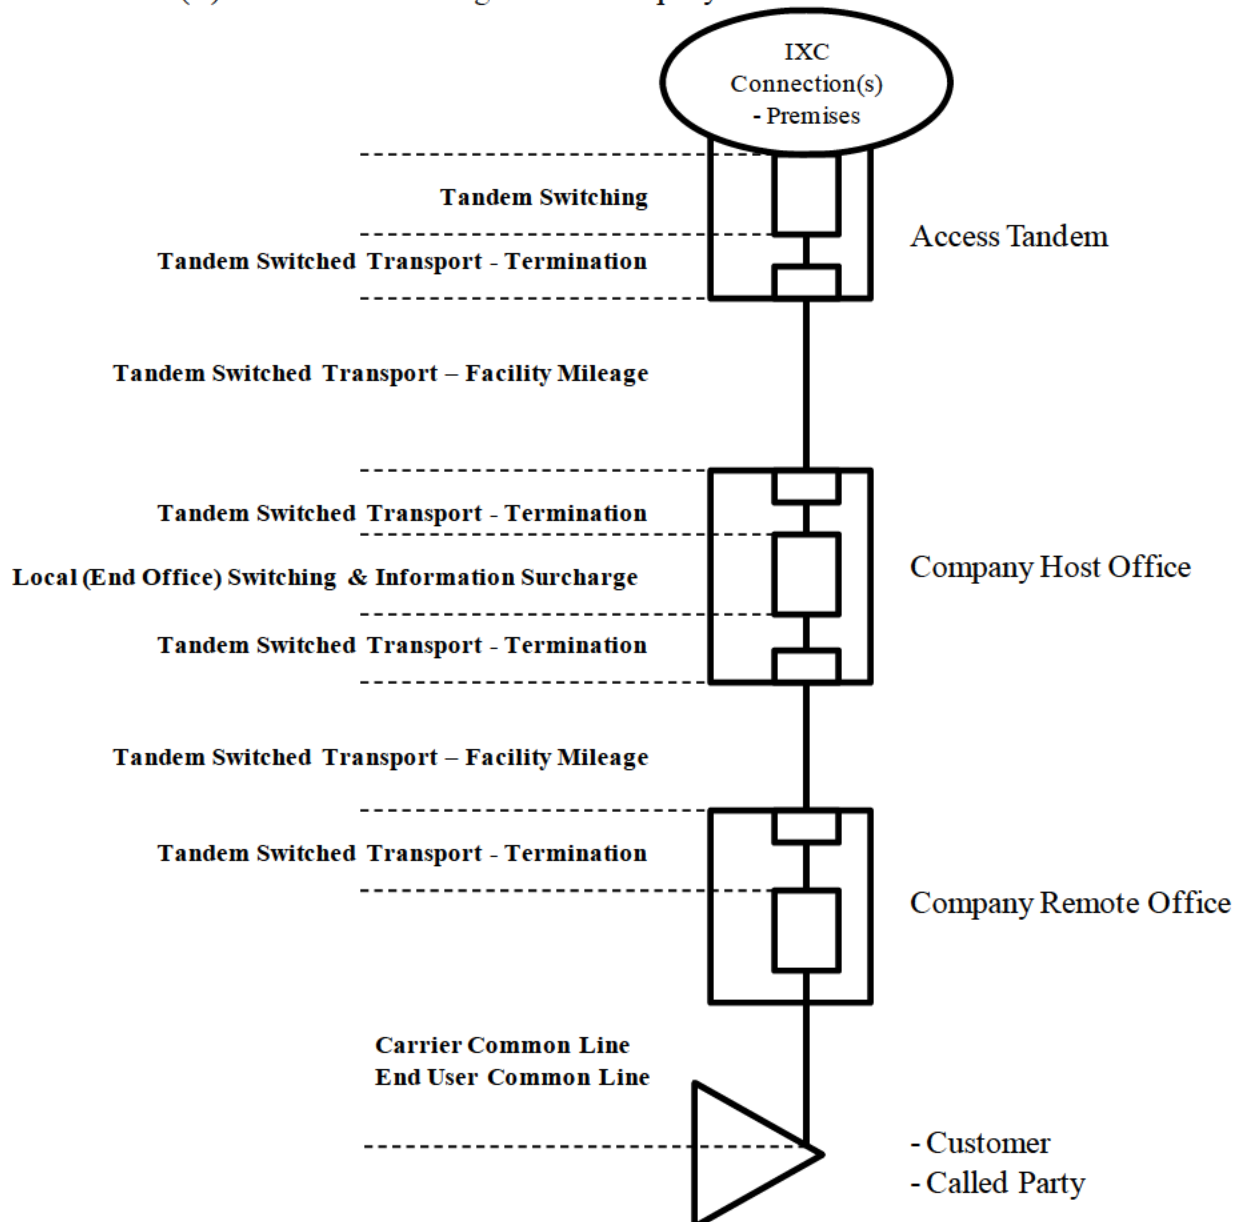 IXC
Connection(s)
- Premises
Tandem Switching
Access Tandem
Tandem Switched Transport - Termination
Tandem Switched Transport – Facility Mileage
Tandem Switched Transport - Termination
Company Host Office
Local (End Office) Switching & Information Surcharge
Tandem Switched Transport - Termination
Tandem Switched Transport – Facility Mileage
Tandem Switched Transport - Termination
Company Remote Office
Carrier Common Line
End User Common Line
- Customer
- Called Party